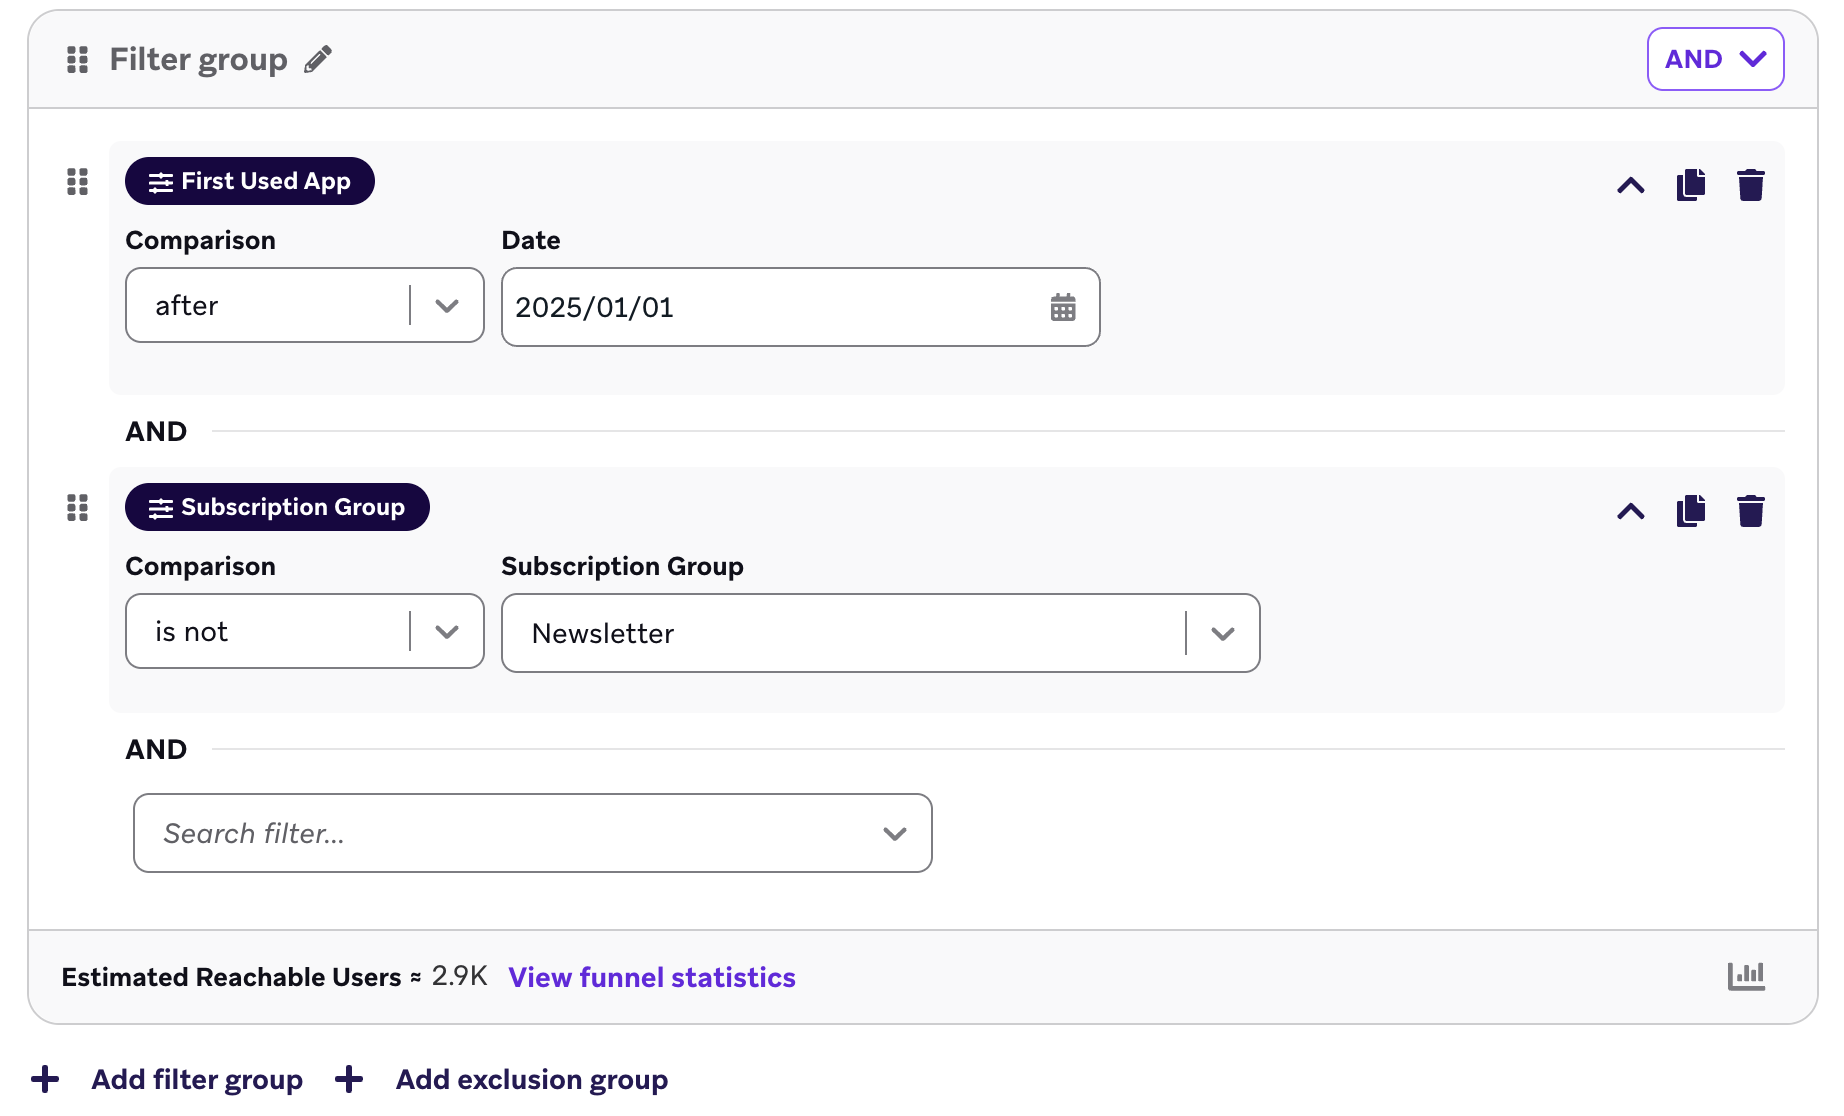 Filter group
AND
First Used App
Comparison Date
after 2025/01/01
AND
Subscription Group
Comparison Subscription Group
is not Newsletter
AND
Search filter...
Estimated Reachable Users ≈ 2.9K View funnel statistics
Add filter group Add exclusion group